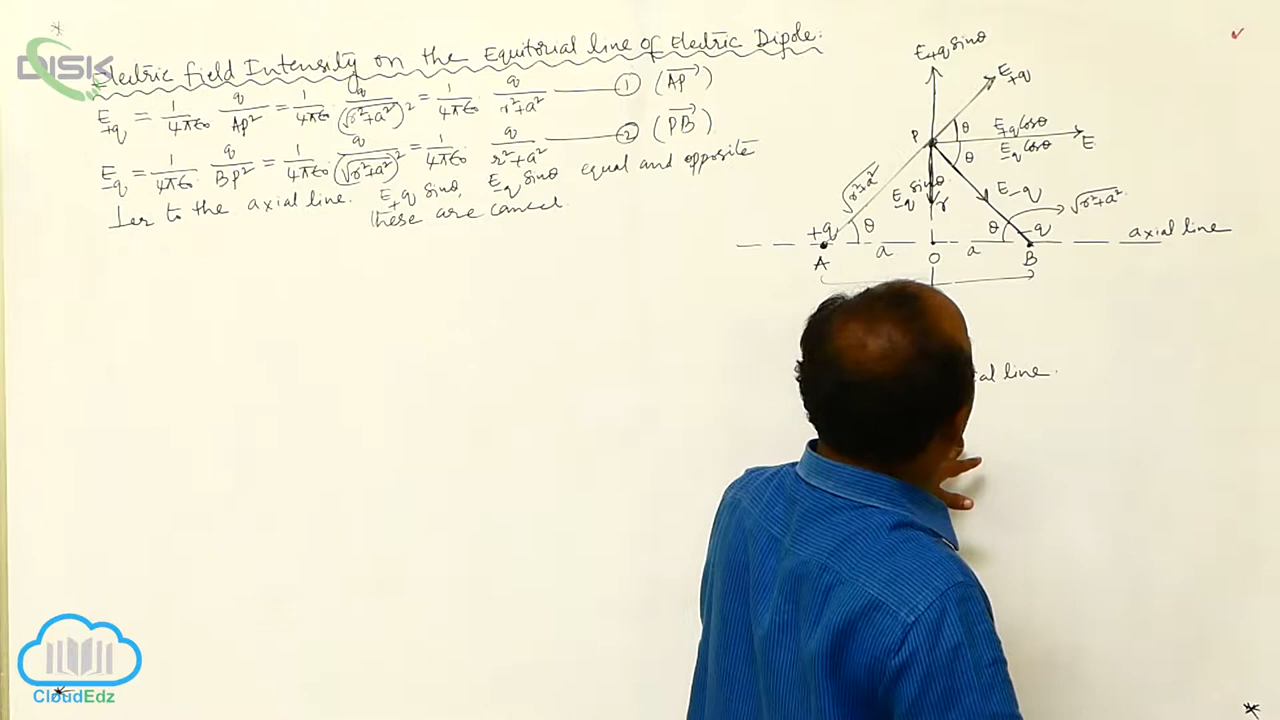 DISK
Electric field Intensity on the Equitorial line of Electric Dipole.
E+q = 1/4πε0 . q/AP² = 1/4πε0 . q/(√r²+a²)² = 1/4πε0 . q/r²+a² —— ① (AP→)
E-q = 1/4πε0 . q/BP² = 1/4πε0 . q/(√r²+a²)² = 1/4πε0 . q/r²+a² —— ② (PB→)
⊥er to the axial line. E+q sinθ, E-q sinθ equal and opposite
these are cancel.
E+q sinθ
E+q
P θ E+q cosθ
E-q cosθ E
θ
√r²+a² E-q sinθ r E-q √r²+a²
+q θ θ -q axial line
A a O a B
al line.
CloudEdz